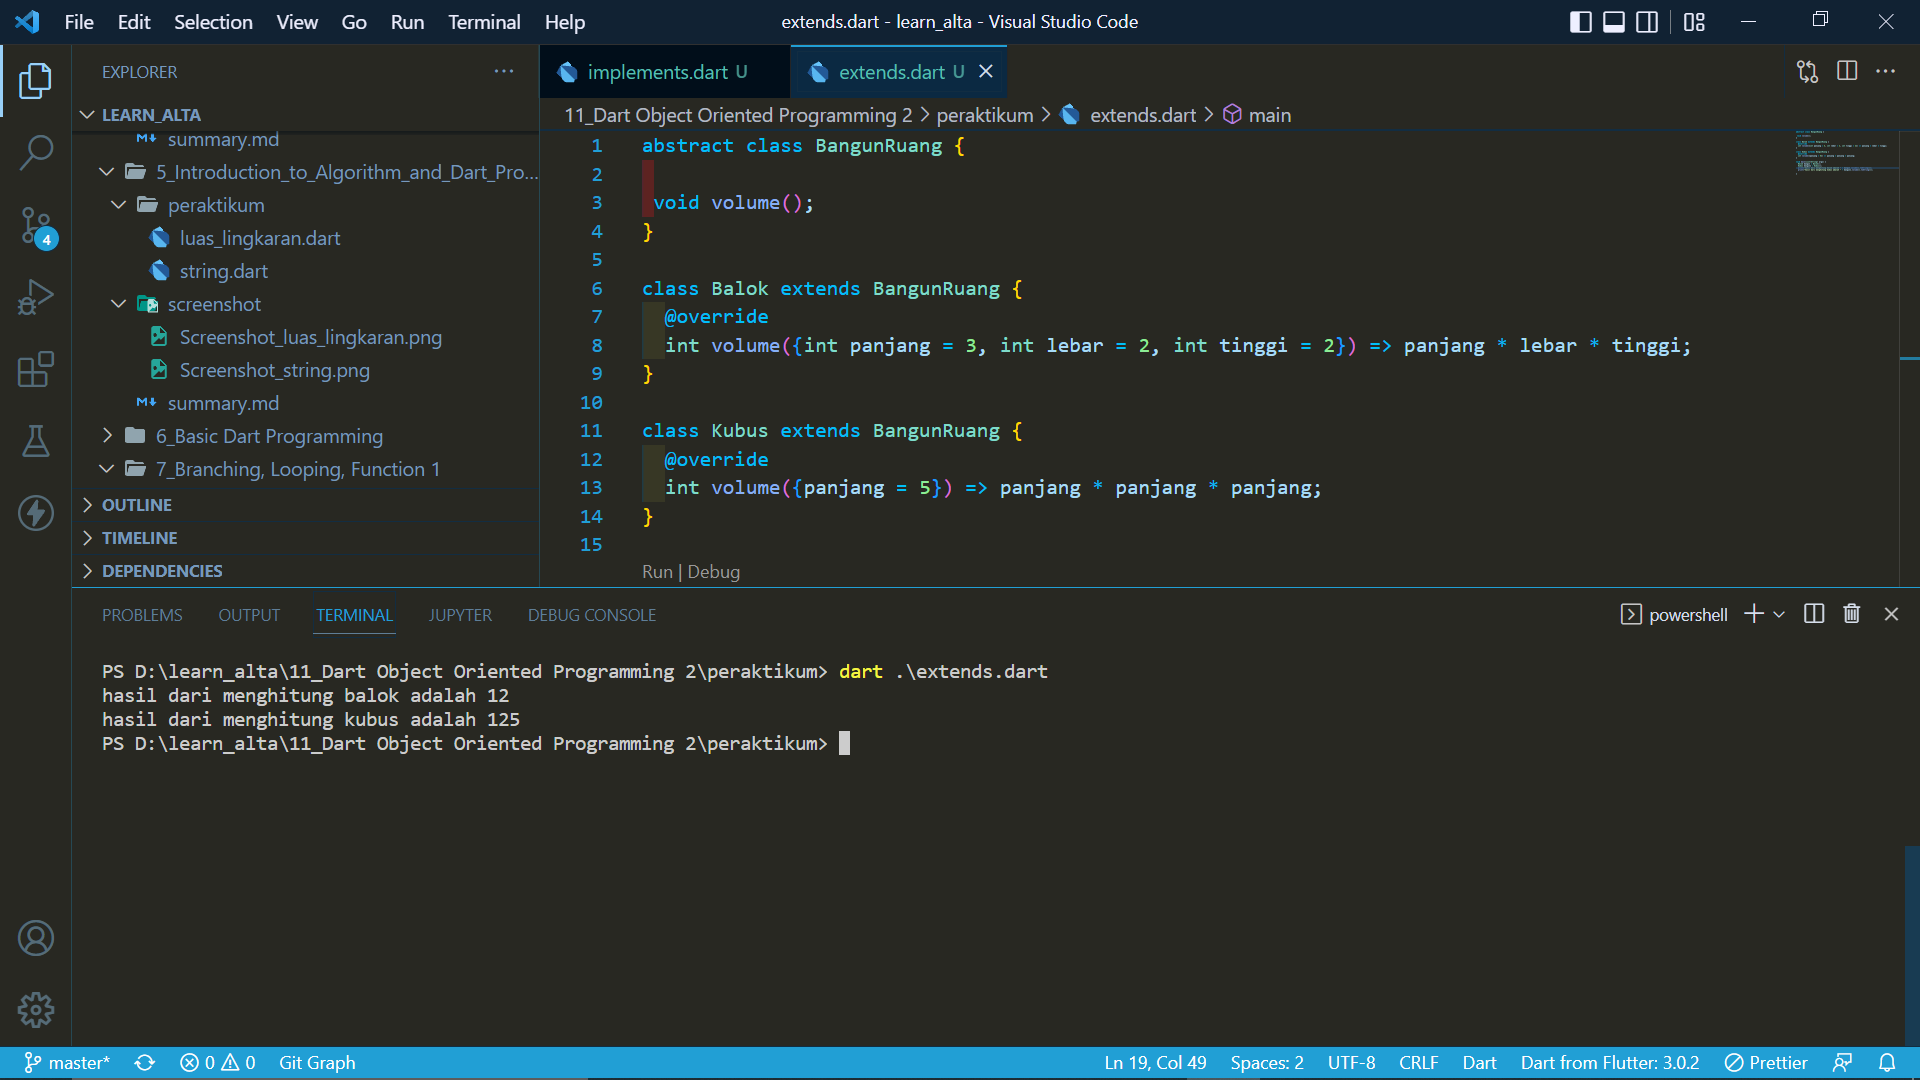 File Edit Selection View Go Run Terminal Help
extends.dart - learn_alta - Visual Studio Code
EXPLORER
LEARN_ALTA
summary.md
5_Introduction_to_Algorithm_and_Dart_Pro...
peraktikum
luas_lingkaran.dart
string.dart
screenshot
Screenshot_luas_lingkaran.png
Screenshot_string.png
summary.md
6_Basic Dart Programming
7_Branching, Looping, Function 1
OUTLINE
TIMELINE
DEPENDENCIES
4
implements.dart U
extends.dart U
11_Dart Object Oriented Programming 2 > peraktikum > extends.dart > main
1 abstract class BangunRuang {
2
3 void volume();
4 }
5
6 class Balok extends BangunRuang {
7 @override
8 int volume({int panjang = 3, int lebar = 2, int tinggi = 2}) => panjang * lebar * tinggi;
9 }
10
11 class Kubus extends BangunRuang {
12 @override
13 int volume({panjang = 5}) => panjang * panjang * panjang;
14 }
15
Run | Debug
PROBLEMS OUTPUT TERMINAL JUPYTER DEBUG CONSOLE
powershell
PS D:\learn_alta\11_Dart Object Oriented Programming 2\peraktikum> dart .\extends.dart
hasil dari menghitung balok adalah 12
hasil dari menghitung kubus adalah 125
PS D:\learn_alta\11_Dart Object Oriented Programming 2\peraktikum>
master* 0 0 Git Graph
Ln 19, Col 49 Spaces: 2 UTF-8 CRLF Dart Dart from Flutter: 3.0.2 Prettier